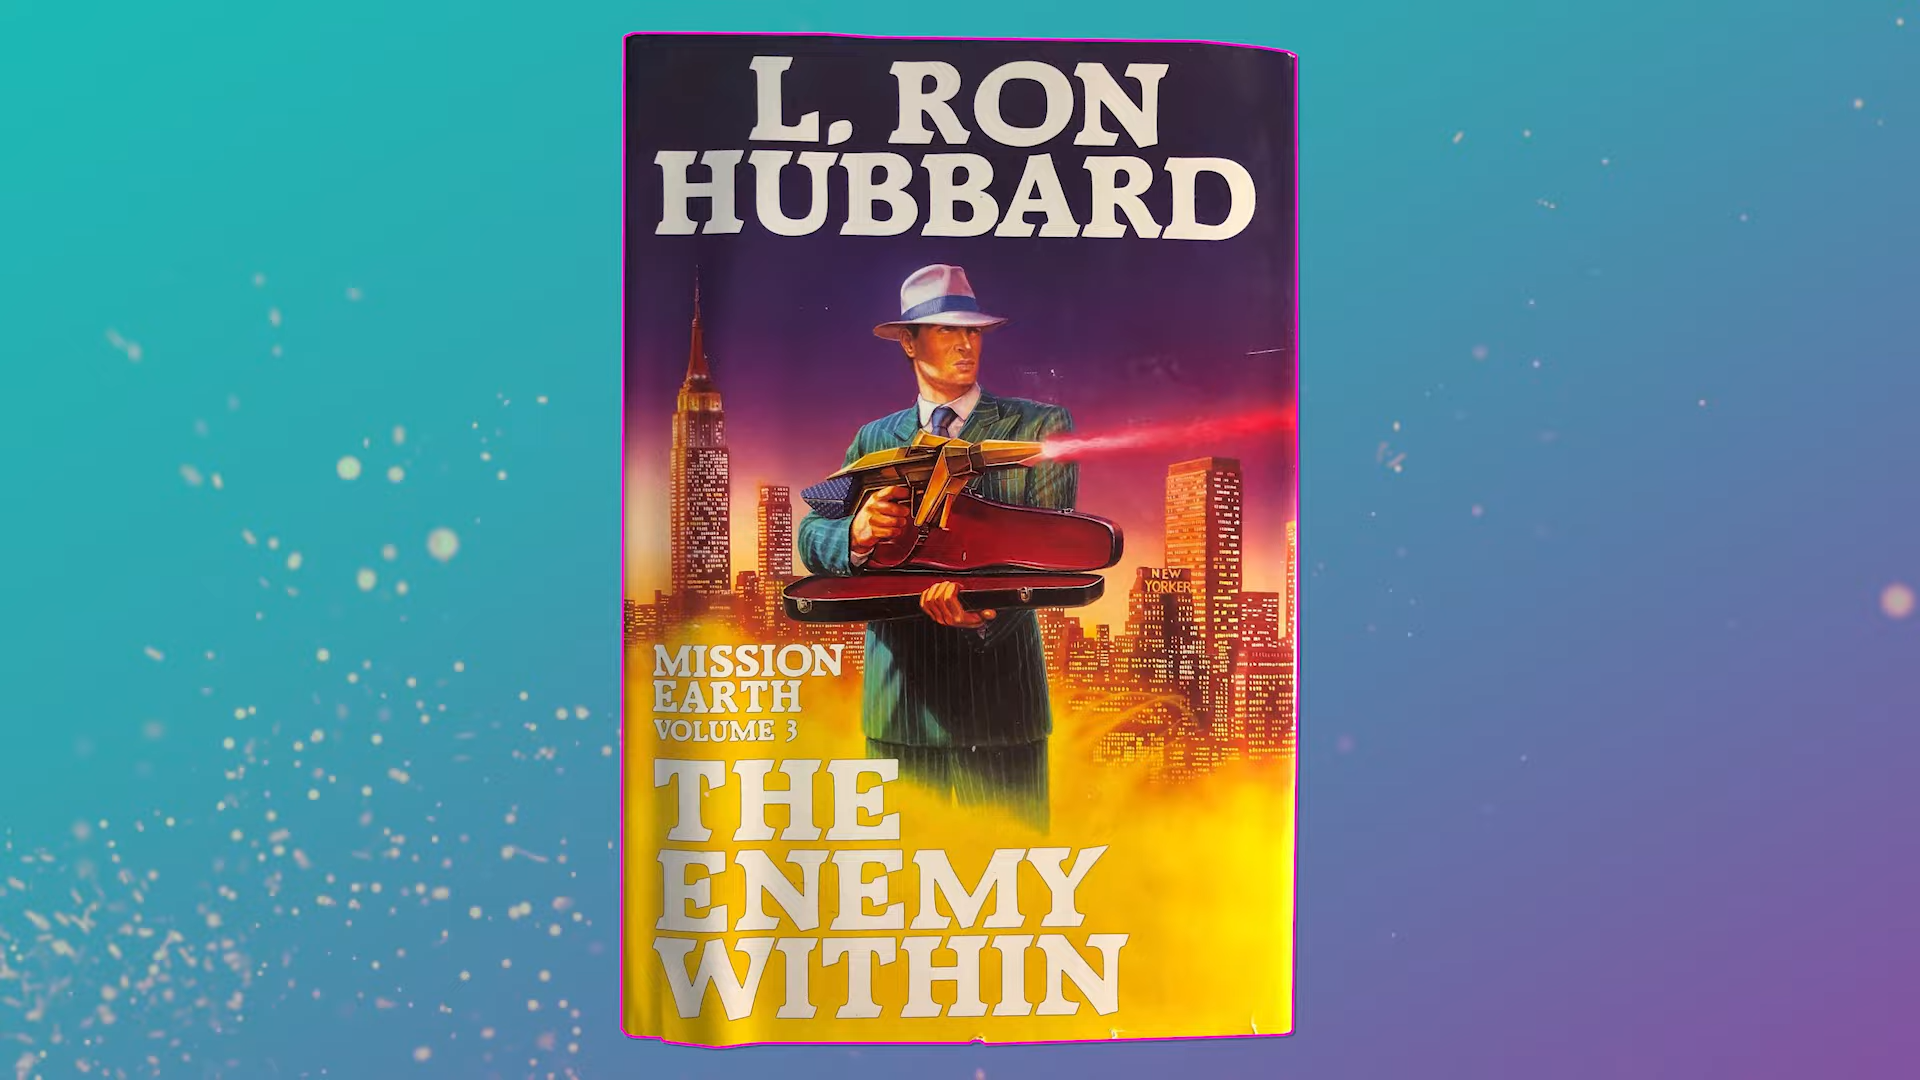 L. RON
HUBBARD
NEW
YORKER
MISSION
EARTH
VOLUME 3
THE
ENEMY
WITHIN